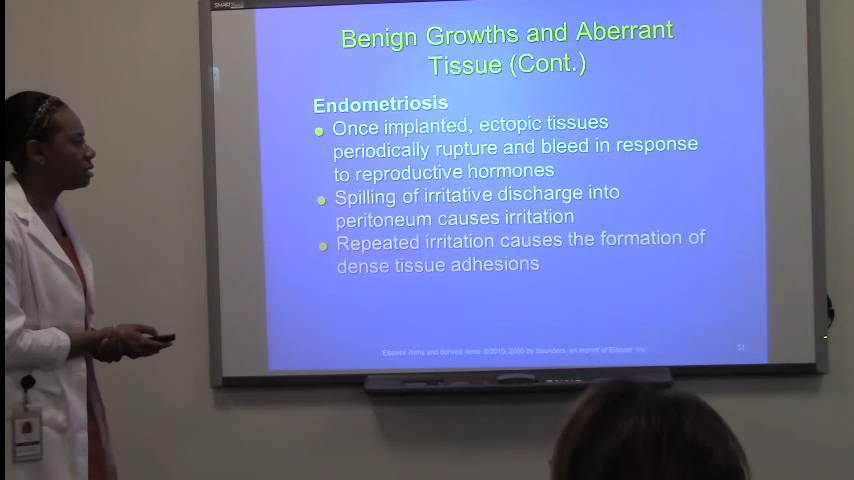 SMART
Benign Growths and Aberrant
Tissue (Cont.)
Endometriosis
• Once implanted, ectopic tissues
periodically rupture and bleed in response
to reproductive hormones
• Spilling of irritative discharge into
peritoneum causes irritation
• Repeated irritation causes the formation of
dense tissue adhesions
Elsevier items and derived items ©2010, 2005 by Saunders, an imprint of Elsevier Inc.
51